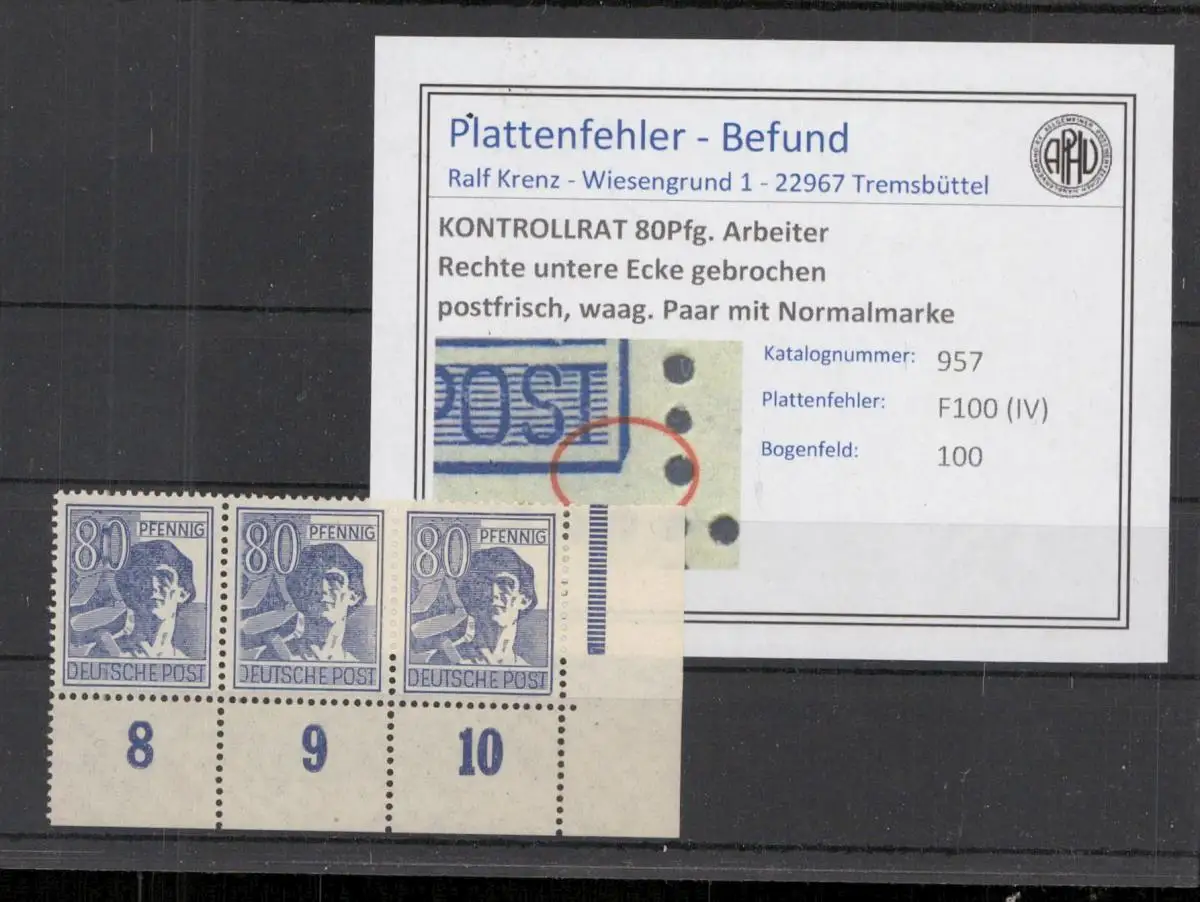 Plattenfehler - Befund
Ralf Krenz - Wiesengrund 1 - 22967 Tremsbüttel
APHV
KONTROLLRAT 80Pfg. Arbeiter
Rechte untere Ecke gebrochen
postfrisch, waag. Paar mit Normalmarke
Katalognummer: 957
Plattenfehler: F100 (IV)
Bogenfeld: 100
POST
80 PFENNIG 80 PFENNIG 80 PFENNIG
DEUTSCHE POST DEUTSCHE POST DEUTSCHE POST
8 9 10